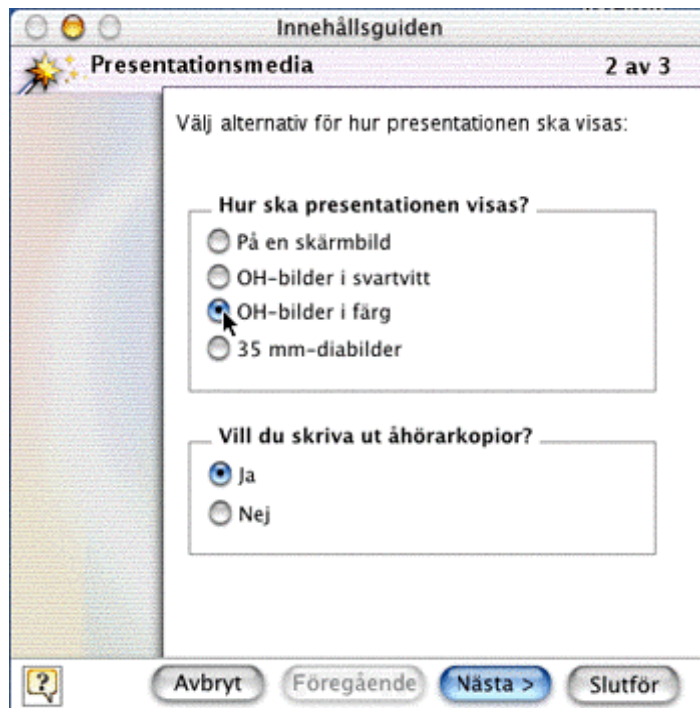 Innehållsguiden
Presentationsmedia 2 av 3
Välj alternativ för hur presentationen ska visas:
Hur ska presentationen visas?
På en skärmbild
OH-bilder i svartvitt
OH-bilder i färg
35 mm-diabilder
Vill du skriva ut åhörarkopior?
Ja
Nej
? Avbryt Föregående Nästa > Slutför